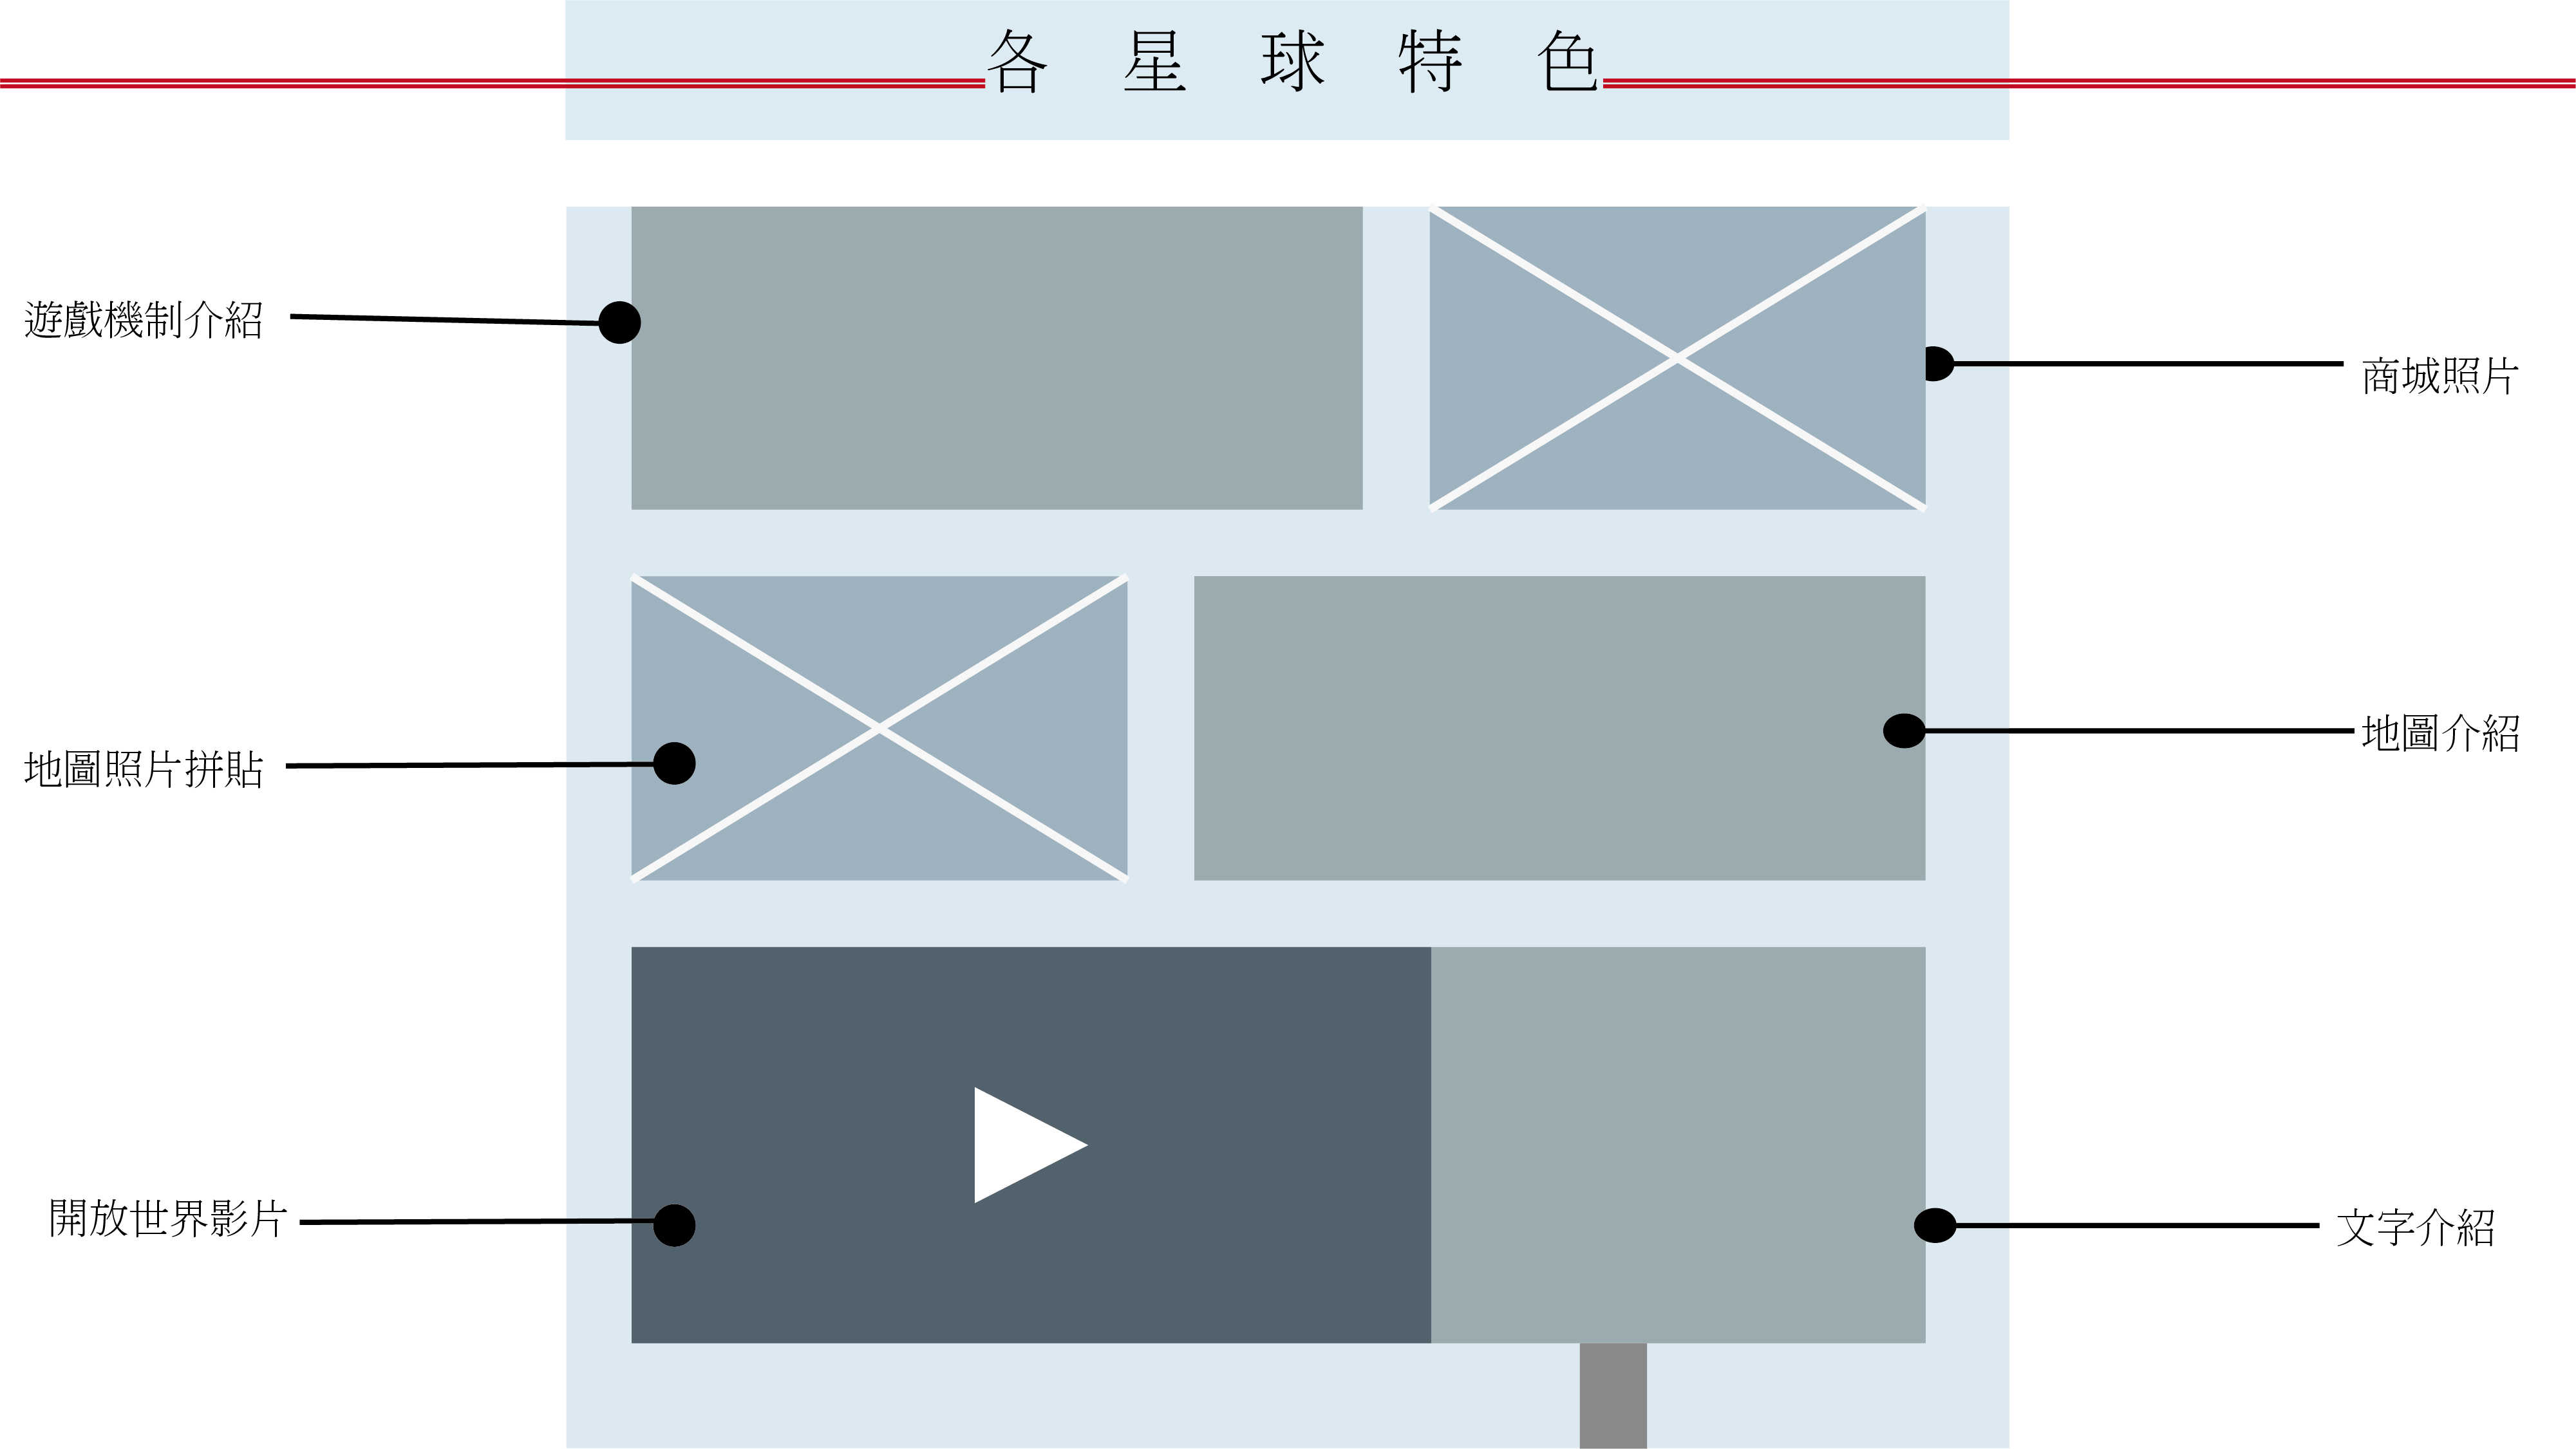 各星球特色
遊戲機制介紹
商城照片
地圖照片拼貼
地圖介紹
開放世界影片
文字介紹